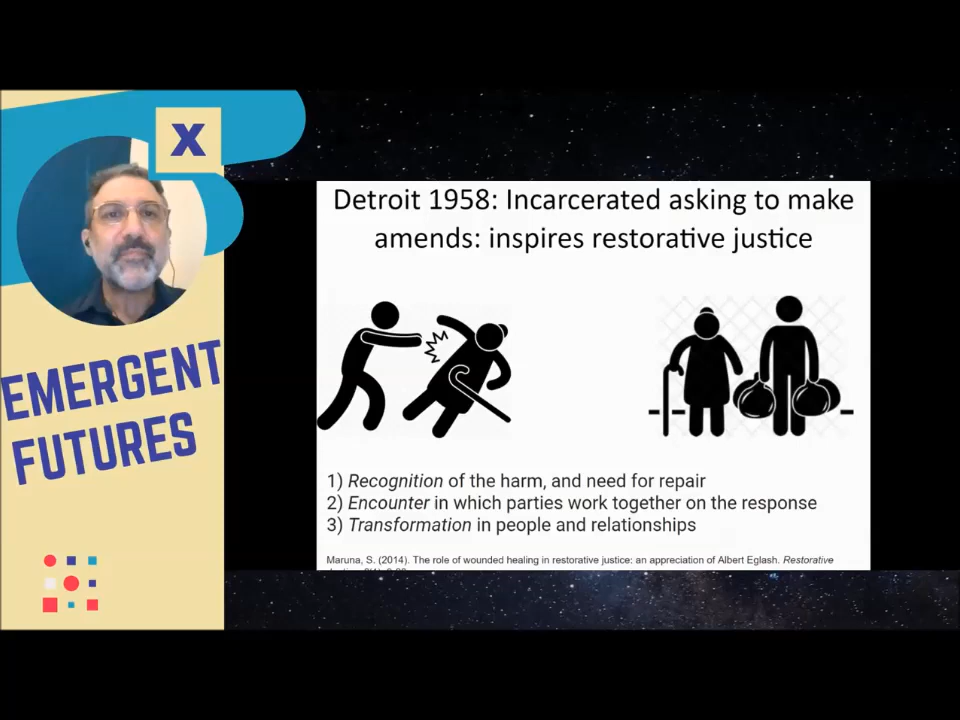 X
EMERGENT
FUTURES
Detroit 1958: Incarcerated asking to make
amends: inspires restorative justice
1) Recognition of the harm, and need for repair
2) Encounter in which parties work together on the response
3) Transformation in people and relationships
Maruna, S. (2014). The role of wounded healing in restorative justice: an appreciation of Albert Eglash. Restorative